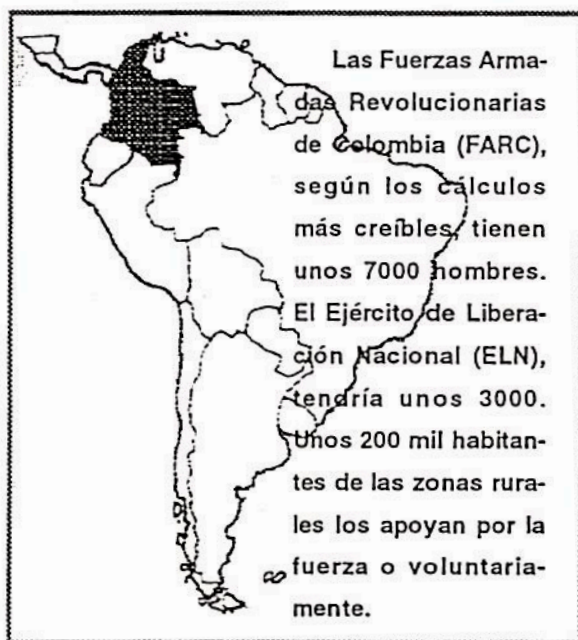 Las Fuerzas Arma-
das Revolucionarias
de Colombia (FARC),
según los cálculos
más creíbles, tienen
unos 7000 hombres.
El Ejército de Libera-
ción Nacional (ELN),
tendría unos 3000.
Unos 200 mil habitan-
tes de las zonas rura-
les los apoyan por la
fuerza o voluntaria-
mente.